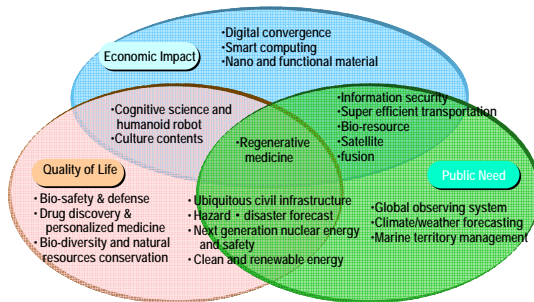 Economic Impact
・Digital convergence
・Smart computing
・Nano and functional material
・Cognitive science and
humanoid robot
・Culture contents
・Regenerative
medicine
・Information security
・Super efficient transportation
・Bio-resource
・Satellite
・fusion
Quality of Life
・Bio-safety & defense
・Drug discovery &
personalized medicine
・Bio-diversity and natural
resources conservation
・Ubiquitous civil infrastructure
・Hazard・disaster forecast
・Next generation nuclear energy
and safety
・Clean and renewable energy
Public Need
・Global observing system
・Climate/weather forecasting
・Marine territory management